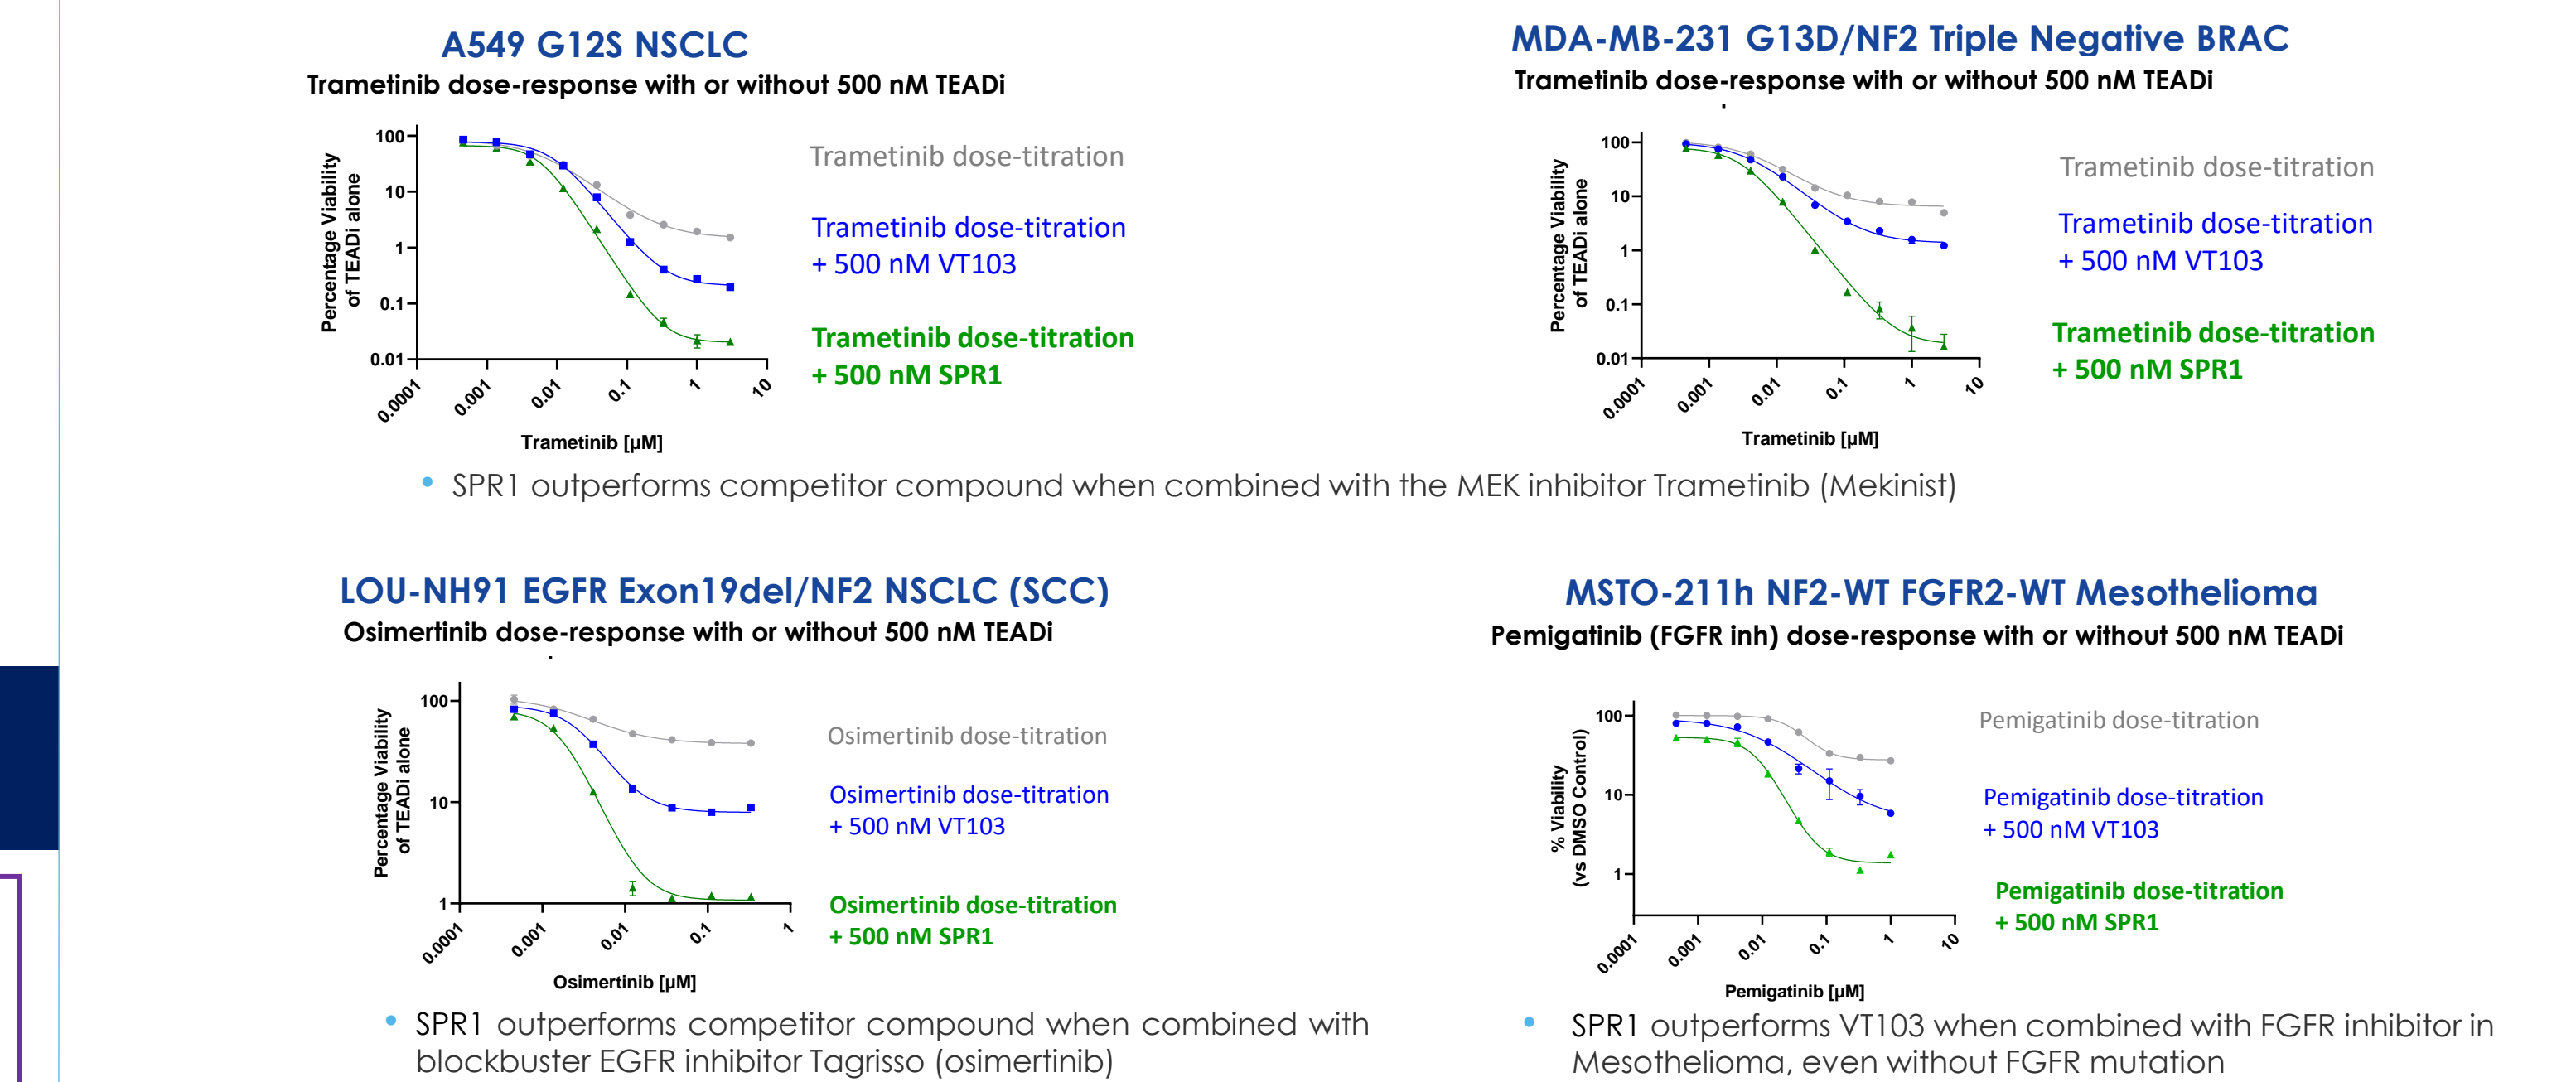 A549 G12S NSCLC
Trametinib dose-response with or without 500 nM TEADi
Percentage Viability
of TEADi alone
100
10
1
0.1
0.01
0.0001
0.001
0.01
0.1
1
10
Trametinib [µM]
Trametinib dose-titration
Trametinib dose-titration
+ 500 nM VT103
Trametinib dose-titration
+ 500 nM SPR1
MDA-MB-231 G13D/NF2 Triple Negative BRAC
Trametinib dose-response with or without 500 nM TEADi
Percentage Viability
of TEADi alone
100
10
1
0.1
0.01
0.0001
0.001
0.01
0.1
1
10
Trametinib [µM]
Trametinib dose-titration
Trametinib dose-titration
+ 500 nM VT103
Trametinib dose-titration
+ 500 nM SPR1
• SPR1 outperforms competitor compound when combined with the MEK inhibitor Trametinib (Mekinist)
LOU-NH91 EGFR Exon19del/NF2 NSCLC (SCC)
Osimertinib dose-response with or without 500 nM TEADi
Percentage Viability
of TEADi alone
100
10
1
0.0001
0.001
0.01
0.1
1
Osimertinib [µM]
Osimertinib dose-titration
Osimertinib dose-titration
+ 500 nM VT103
Osimertinib dose-titration
+ 500 nM SPR1
• SPR1 outperforms competitor compound when combined with
blockbuster EGFR inhibitor Tagrisso (osimertinib)
MSTO-211h NF2-WT FGFR2-WT Mesothelioma
Pemigatinib (FGFR inh) dose-response with or without 500 nM TEADi
% Viability
(vs DMSO Control)
100
10
1
0.0001
0.001
0.01
0.1
1
10
Pemigatinib [µM]
Pemigatinib dose-titration
Pemigatinib dose-titration
+ 500 nM VT103
Pemigatinib dose-titration
+ 500 nM SPR1
• SPR1 outperforms VT103 when combined with FGFR inhibitor in
Mesothelioma, even without FGFR mutation